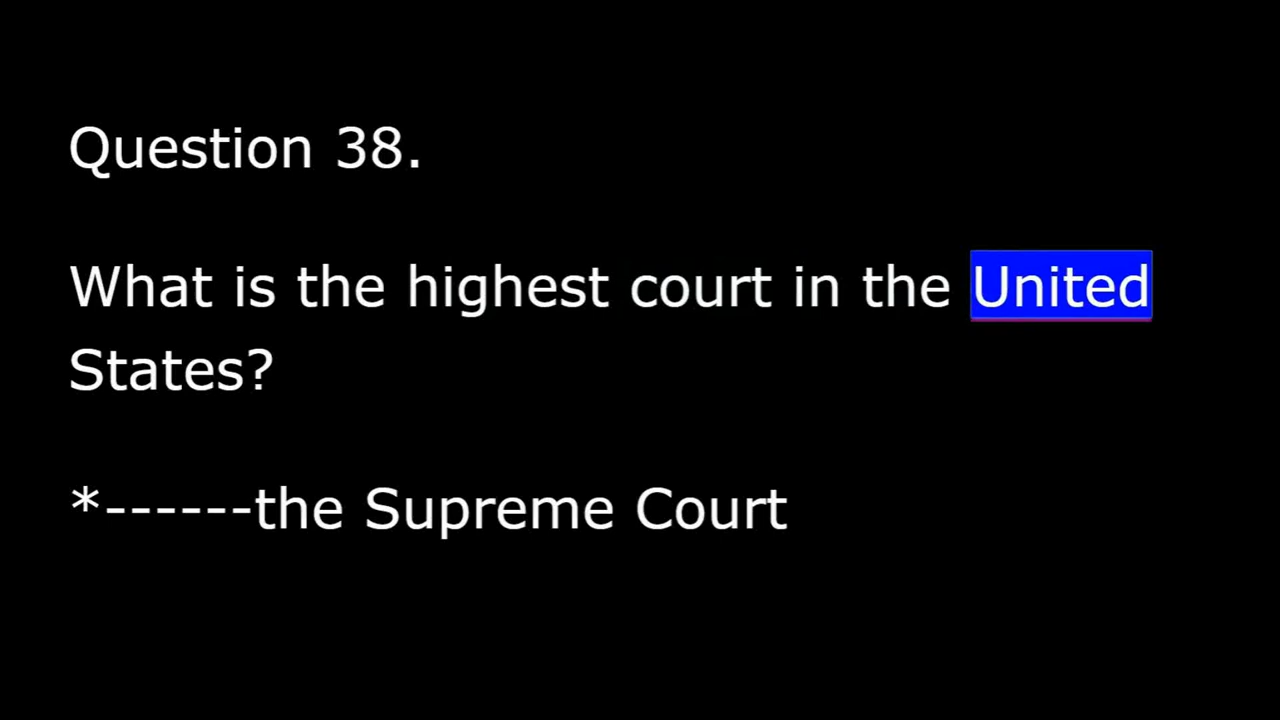 Question 38.
What is the highest court in the United
States?
*------the Supreme Court